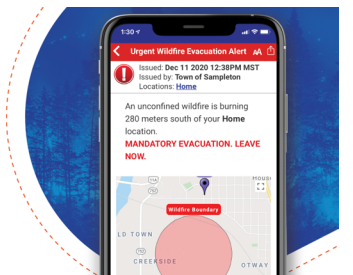 1:30
Urgent Wildfire Evacuation Alert AA
Issued: Dec 11 2020 12:38PM MST
Issued by: Town of Sampleton
Locations: Home
An unconfined wildfire is burning
280 meters south of your Home
location.
MANDATORY EVACUATION. LEAVE
NOW.
Wildfire Boundary
LD TOWN
CREEKSIDE
OTWAY